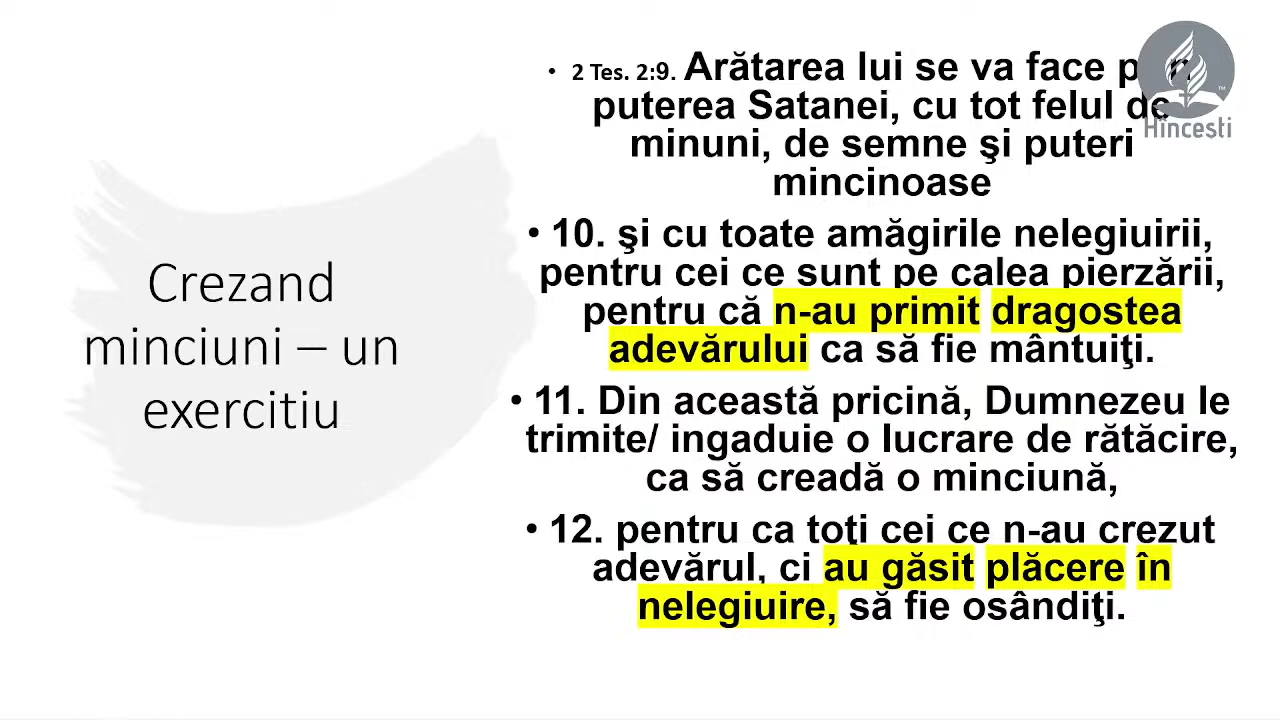 Crezand
minciuni – un
exercitiu
• 2 Tes. 2:9. Arătarea lui se va face
puterea Satanei, cu tot felul de
minuni, de semne şi puteri
mincinoase
• 10. şi cu toate amăgirile nelegiuirii,
pentru cei ce sunt pe calea pierzării,
pentru că n-au primit dragostea
adevărului ca să fie mântuiţi.
• 11. Din această pricină, Dumnezeu le
trimite/ ingaduie o lucrare de rătăcire,
ca să creadă o minciună,
• 12. pentru ca toţi cei ce n-au crezut
adevărul, ci au găsit plăcere în
nelegiuire, să fie osândiţi.
Hîncești